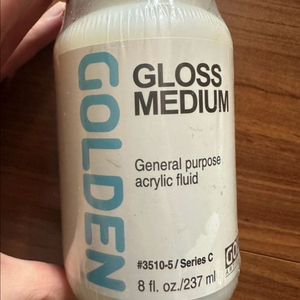 GOLDEN
GLOSS
MEDIUM
General purpose
acrylic fluid
#3510-5 / Series C
8 fl. oz./237 ml